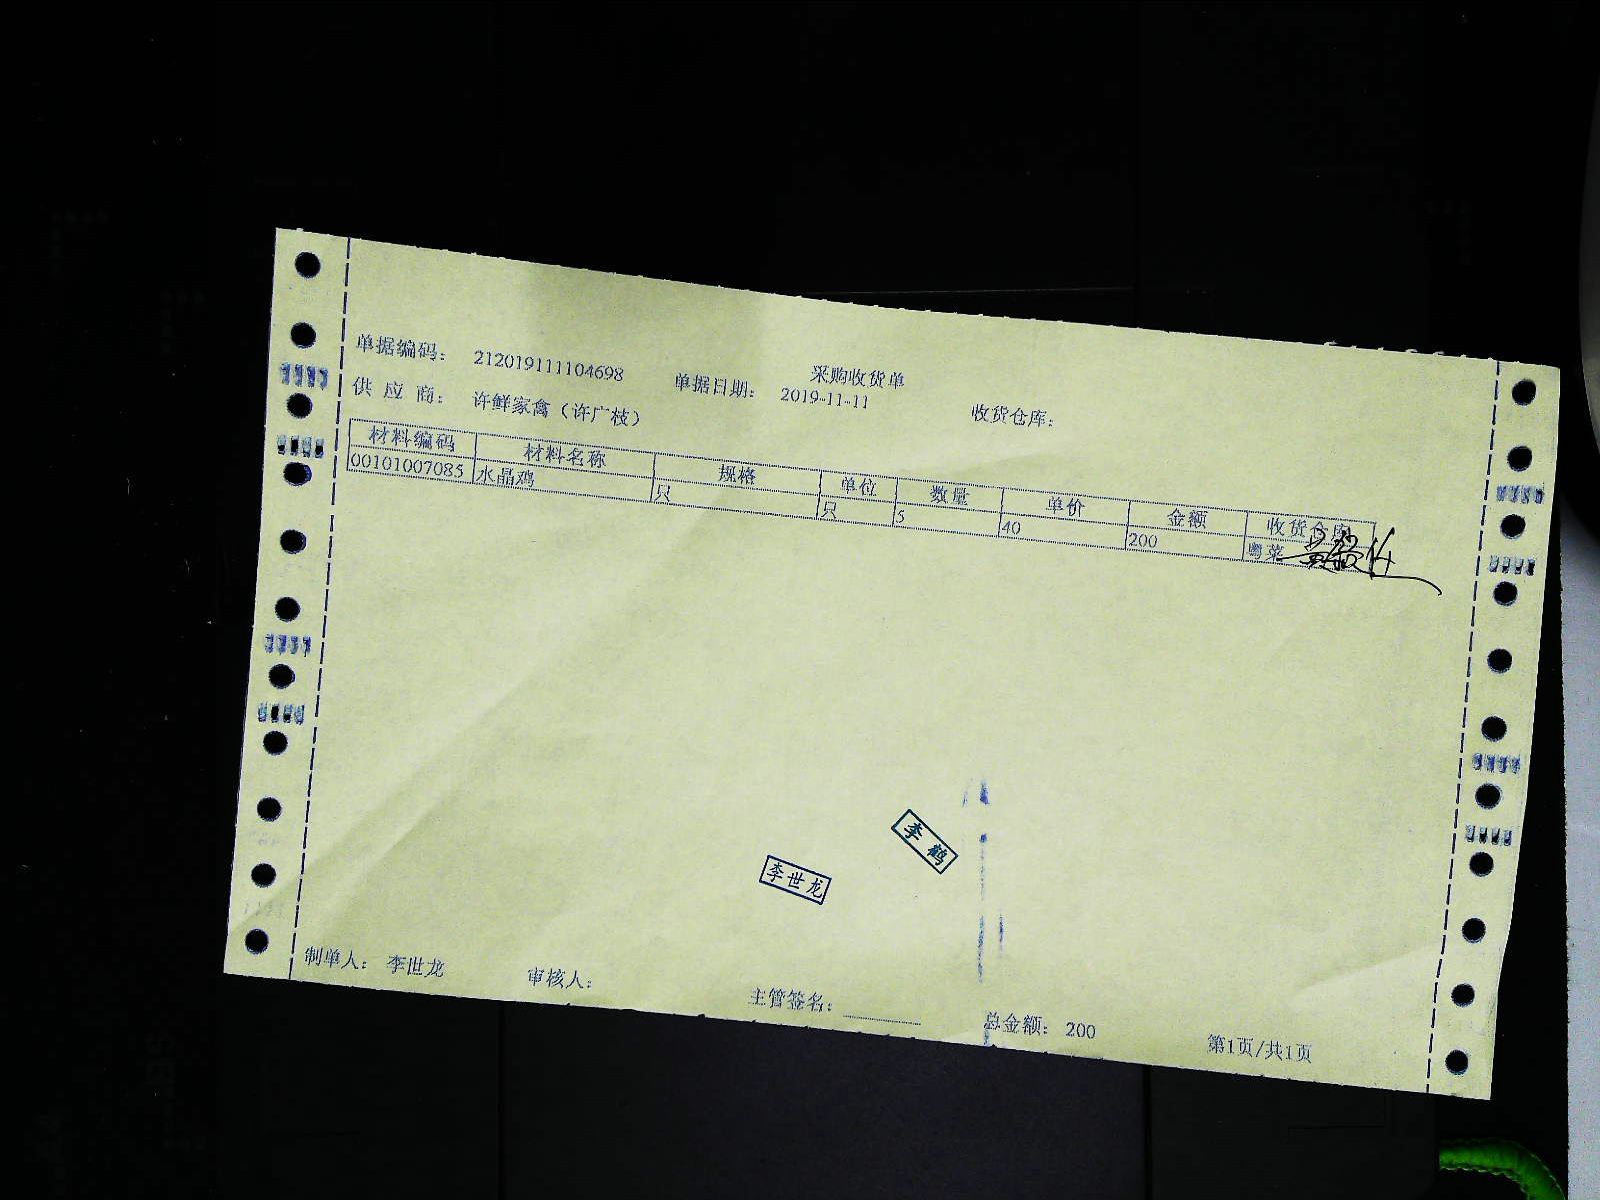 采购收货单
单据编码： 212019111104698 单据日期： 2019-11-11 收货仓库：
供 应 商： 许鲜家禽（许广枝）
材料编码 材料名称 规格 单位 数量 单价 金额 收货仓库
00101007085 水晶鸡 只 只 5 40 200 粤菜
李鹤
李世龙
制单人： 李世龙 审核人： 主管签名： 总金额： 200 第1页/共1页